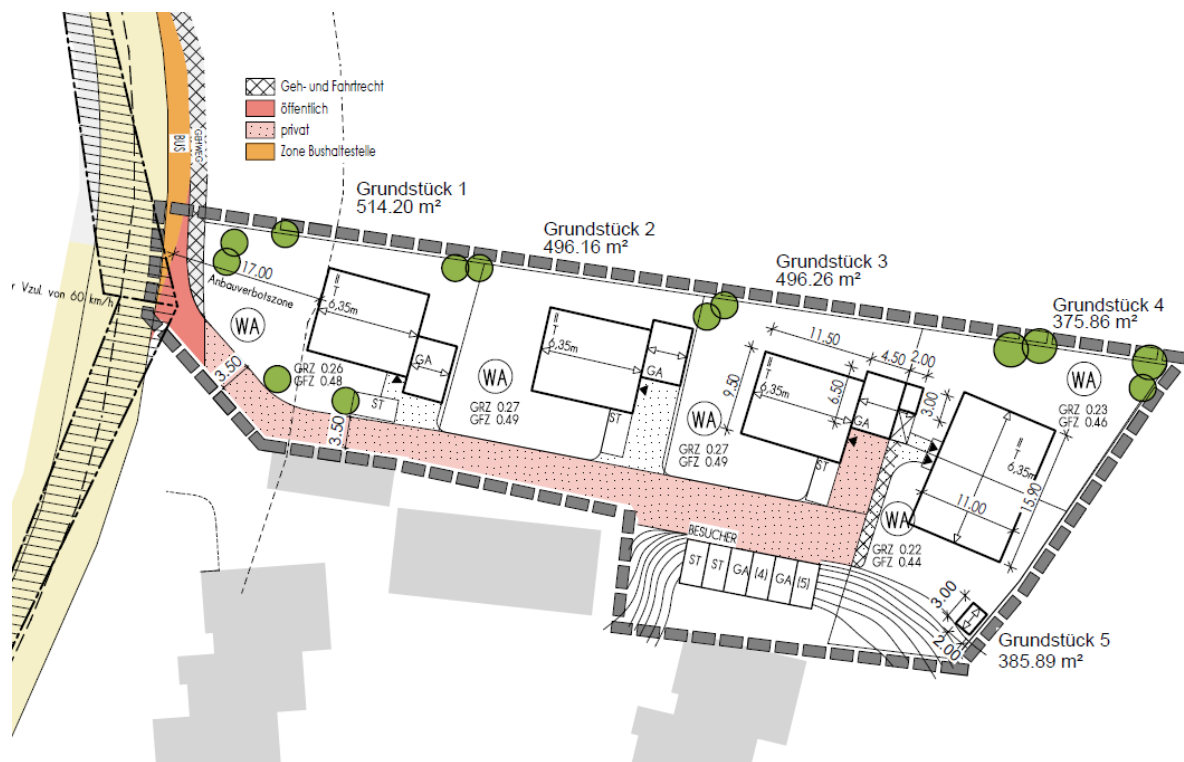 Geh- und Fahrtrecht
öffentlich
privat
Zone Bushaltestelle
BUS
GEHWEG
Grundstück 1
514.20 m²
Grundstück 2
496.16 m²
Grundstück 3
496.26 m²
Grundstück 4
375.86 m²
17.00
Anbauverbotszone
r Vzul von 60 km/h
WA
GRZ 0.26
GFZ 0.48
II
T
6,35m
GA
ST
3.50
3.50
WA
GRZ 0.27
GFZ 0.49
II
T
6,35m
GA
ST
WA
GRZ 0.27
GFZ 0.49
11.50
4.50
2.00
9.50
6.50
3.00
II
T
6,35m
GA
ST
WA
GRZ 0.23
GFZ 0.46
II
T
6,35m
15.90
11.00
WA
GRZ 0.22
GFZ 0.44
BESUCHER
ST
ST
GA
(4)
GA
(5)
3.00
2.00
Grundstück 5
385.89 m²